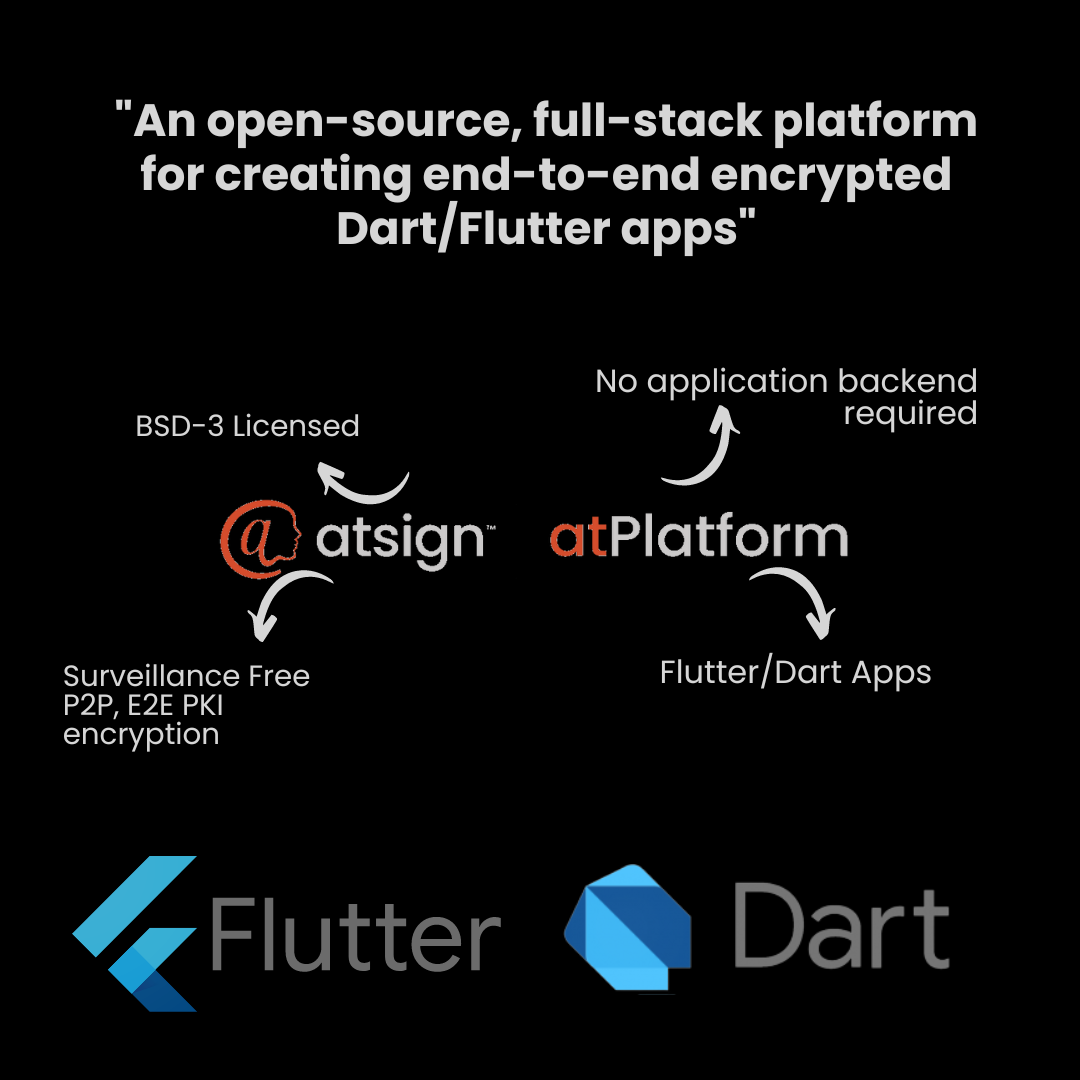 "An open-source, full-stack platform
for creating end-to-end encrypted
Dart/Flutter apps"
No application backend
required
BSD-3 Licensed
@ atsign™
atPlatform
Surveillance Free
P2P, E2E PKI
encryption
Flutter/Dart Apps
Flutter
Dart